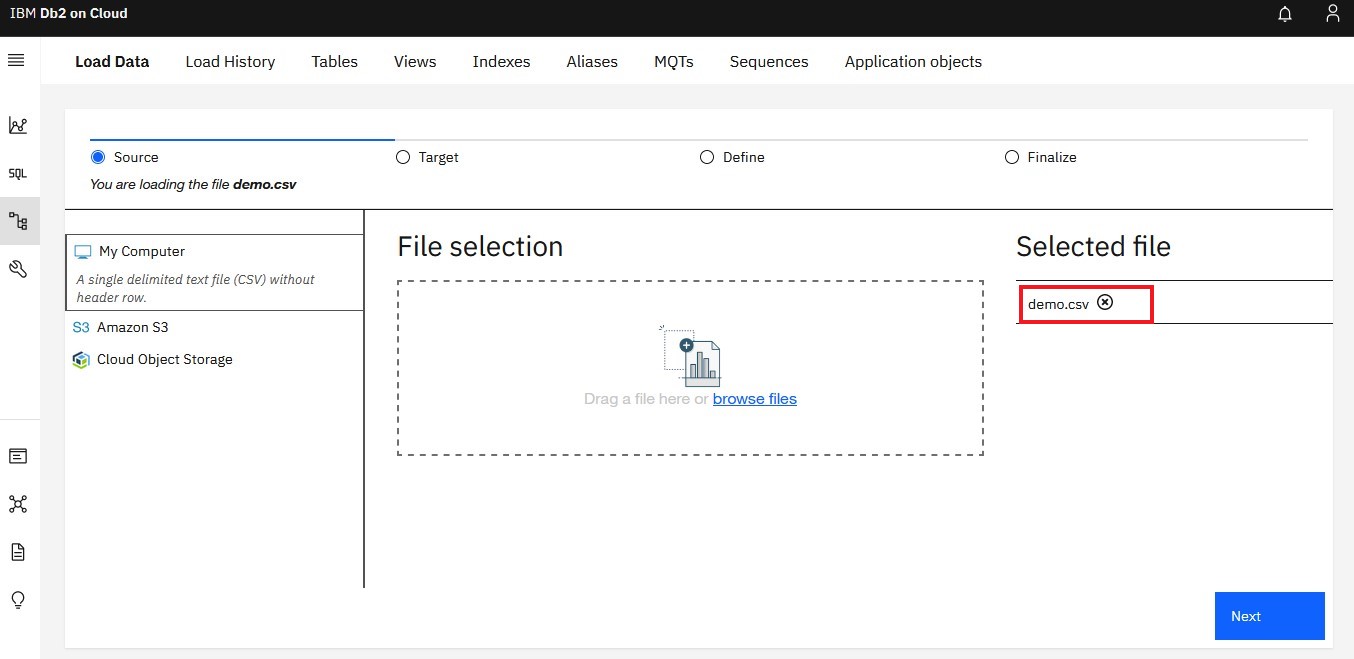 IBM Db2 on Cloud
Load Data Load History Tables Views Indexes Aliases MQTs Sequences Application objects
SQL
Source Target Define Finalize
You are loading the file demo.csv
My Computer
A single delimited text file (CSV) without
header row.
S3 Amazon S3
Cloud Object Storage
File selection
Drag a file here or browse files
Selected file
demo.csv
Next